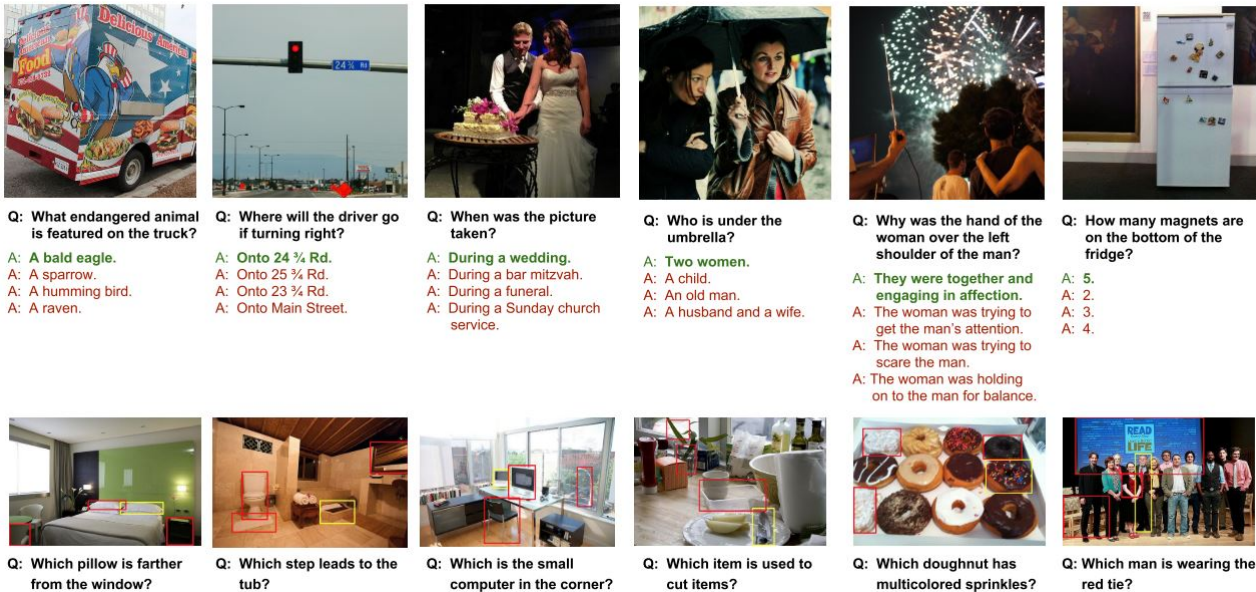 Delicious American
Food
24 ¾ Rd
Q: What endangered animal
is featured on the truck?
A: A bald eagle.
A: A sparrow.
A: A humming bird.
A: A raven.
Q: Where will the driver go
if turning right?
A: Onto 24 ¾ Rd.
A: Onto 25 ¾ Rd.
A: Onto 23 ¾ Rd.
A: Onto Main Street.
Q: When was the picture
taken?
A: During a wedding.
A: During a bar mitzvah.
A: During a funeral.
A: During a Sunday church
service.
Q: Who is under the
umbrella?
A: Two women.
A: A child.
A: An old man.
A: A husband and a wife.
Q: Why was the hand of the
woman over the left
shoulder of the man?
A: They were together and
engaging in affection.
A: The woman was trying to
get the man's attention.
A: The woman was trying to
scare the man.
A: The woman was holding
on to the man for balance.
Q: How many magnets are
on the bottom of the
fridge?
A: 5.
A: 2.
A: 3.
A: 4.
READ
LIFE
Q: Which pillow is farther
from the window?
Q: Which step leads to the
tub?
Q: Which is the small
computer in the corner?
Q: Which item is used to
cut items?
Q: Which doughnut has
multicolored sprinkles?
Q: Which man is wearing the
red tie?